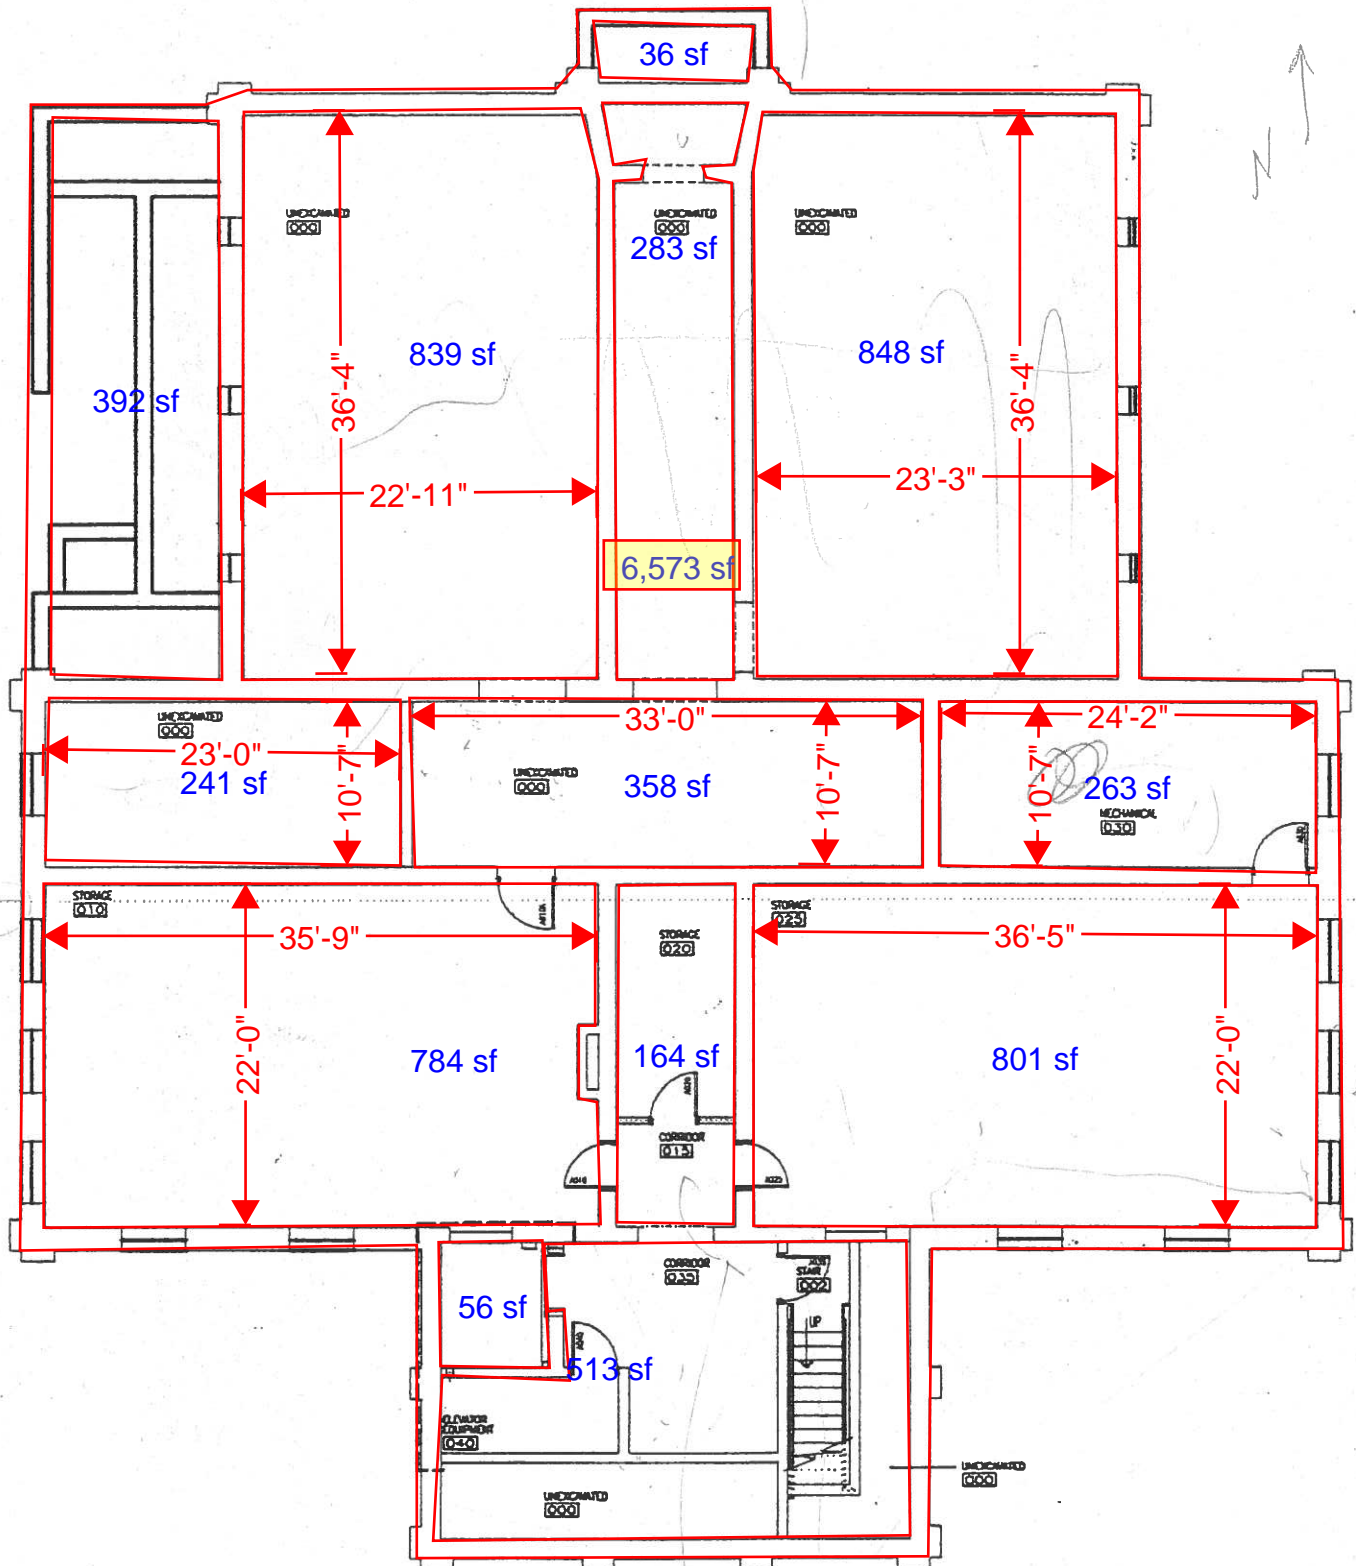 36 sf
N
UNEXCAVATED
000
UNEXCAVATED
000
UNEXCAVATED
000
283 sf
839 sf
848 sf
36'-4"
36'-4"
392 sf
22'-11"
23'-3"
6,573 sf
UNEXCAVATED
000
23'-0"
241 sf
10'-7"
33'-0"
UNEXCAVATED
000
358 sf
10'-7"
24'-2"
10'-7"
263 sf
MECHANICAL
030
STORAGE
010
35'-9"
STORAGE
020
STORAGE
025
36'-5"
22'-0"
784 sf
164 sf
801 sf
22'-0"
CORRIDOR
015
CORRIDOR
035
STAIR
002
56 sf
UP
513 sf
ELEVATOR
EQUIPMENT
040
UNEXCAVATED
000
UNEXCAVATED
000